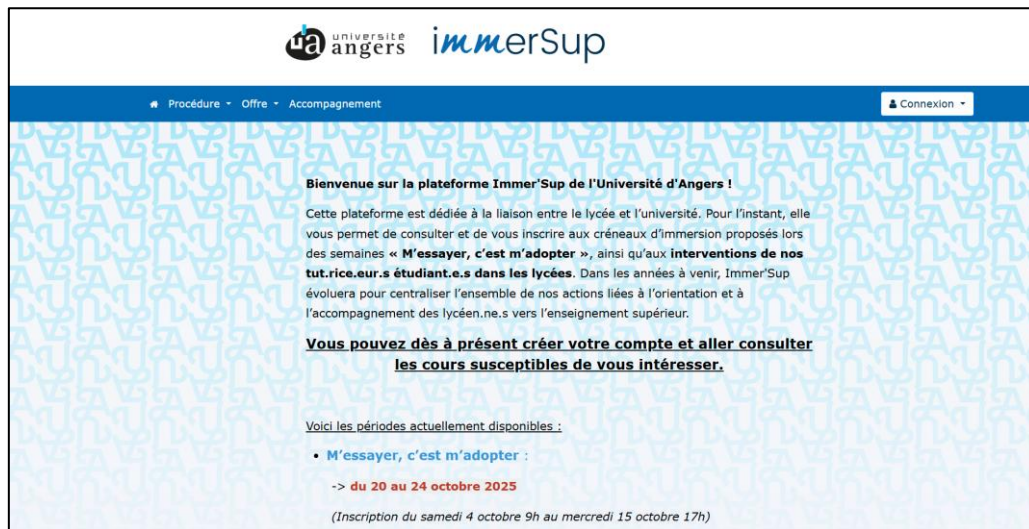 ua université angers immerSup
Procédure Offre Accompagnement Connexion
Bienvenue sur la plateforme Immer'Sup de l'Université d'Angers !
Cette plateforme est dédiée à la liaison entre le lycée et l’université. Pour l’instant, elle
vous permet de consulter et de vous inscrire aux créneaux d’immersion proposés lors
des semaines « M’essayer, c’est m’adopter », ainsi qu’aux interventions de nos
tut.rice.eur.s étudiant.e.s dans les lycées. Dans les années à venir, Immer'Sup
évoluera pour centraliser l’ensemble de nos actions liées à l’orientation et à
l’accompagnement des lycéen.ne.s vers l’enseignement supérieur.
Vous pouvez dès à présent créer votre compte et aller consulter
les cours susceptibles de vous intéresser.
Voici les périodes actuellement disponibles :
• M’essayer, c’est m’adopter :
-> du 20 au 24 octobre 2025
(Inscription du samedi 4 octobre 9h au mercredi 15 octobre 17h)